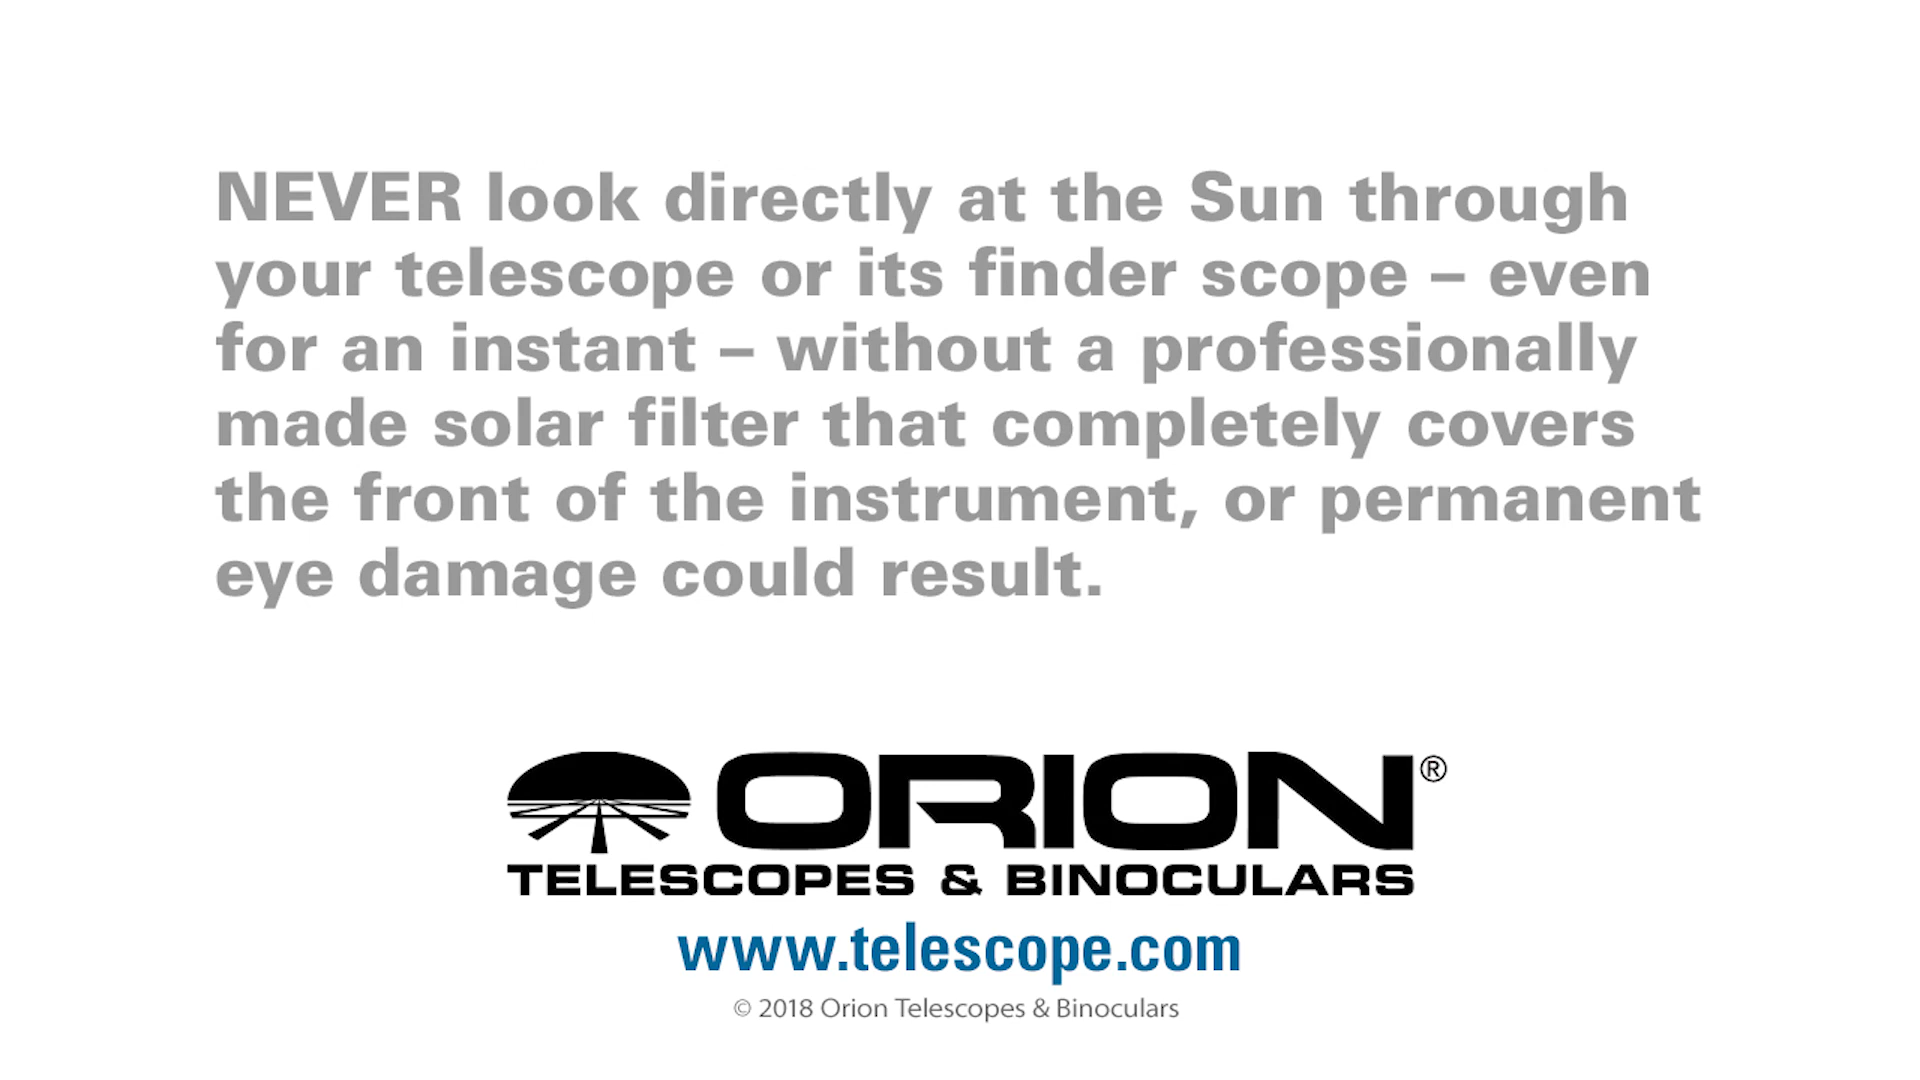 NEVER look directly at the Sun through
your telescope or its finder scope – even
for an instant – without a professionally
made solar filter that completely covers
the front of the instrument, or permanent
eye damage could result.
ORION®
TELESCOPES & BINOCULARS
www.telescope.com
© 2018 Orion Telescopes & Binoculars